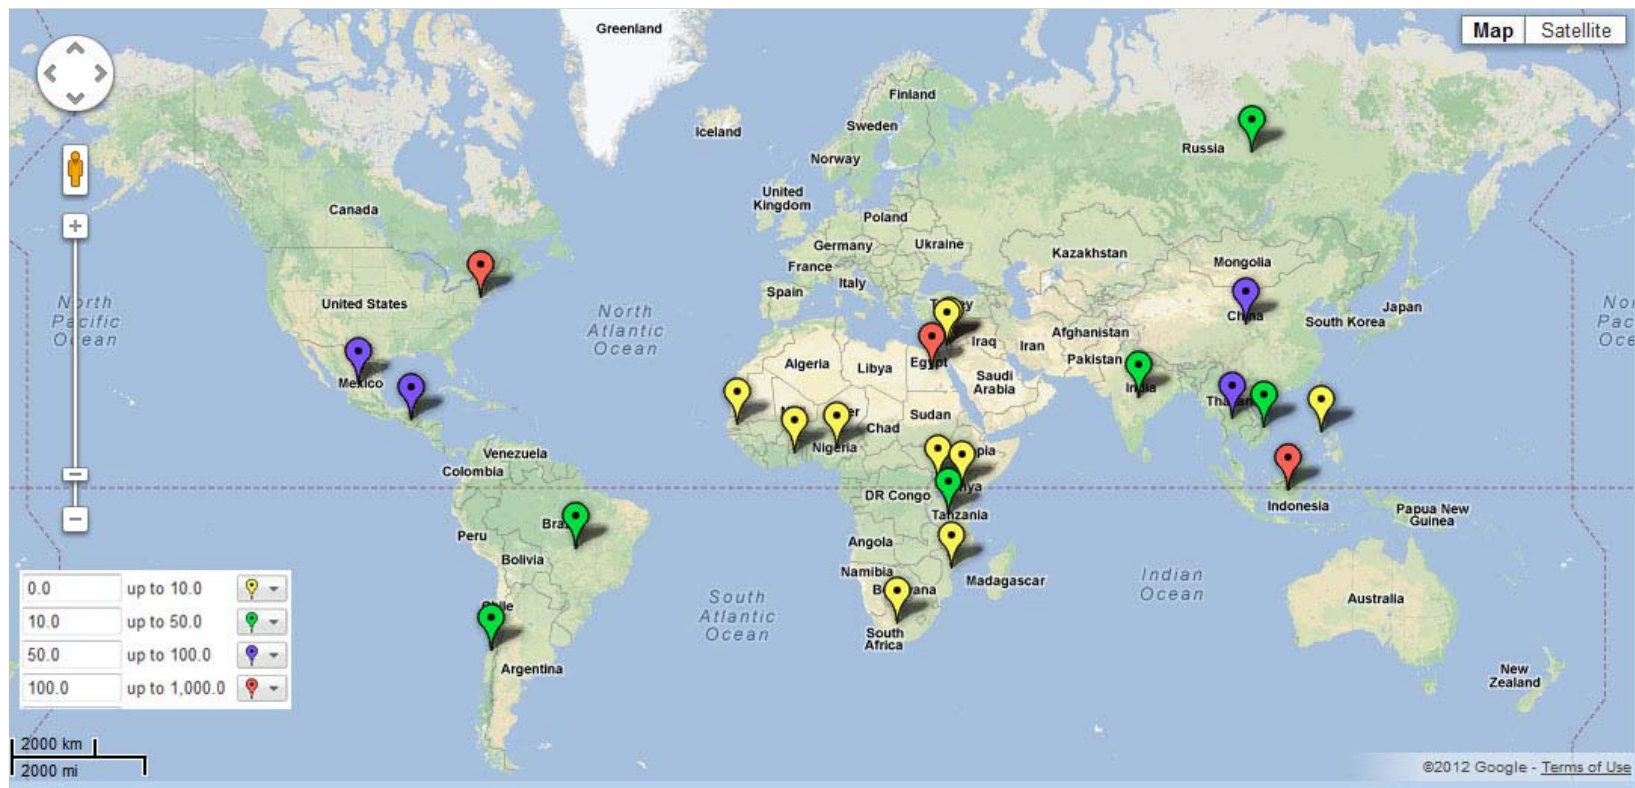 Greenland
Map
Satellite
Finland
Iceland
Sweden
Russia
Norway
United
Kingdom
Canada
Poland
Germany
Ukraine
Kazakhstan
Mongolia
France
Italy
Spain
United States
North
Pacific
Ocean
North
Atlantic
Ocean
China
Japan
South Korea
Afghanistan
Iraq
Iran
Pakistan
Algeria
Libya
Egypt
Saudi
Arabia
India
Mexico
Sudan
Chad
Nigeria
Venezuela
Colombia
DR Congo
Tanzania
Indonesia
Papua New
Guinea
Peru
Bolivia
Angola
Namibia
Madagascar
Indian
Ocean
South
Atlantic
Ocean
Australia
South
Africa
Argentina
New
Zealand
0.0 up to 10.0
10.0 up to 50.0
50.0 up to 100.0
100.0 up to 1,000.0
2000 km
2000 mi
©2012 Google - Terms of Use